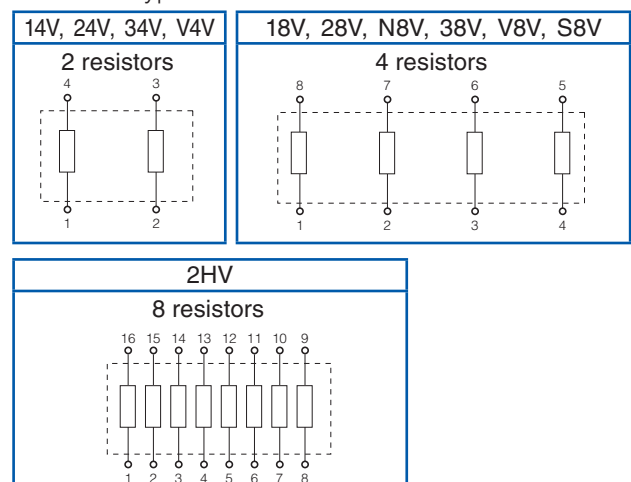 14V, 24V, 34V, V4V
2 resistors
4 3
1 2
18V, 28V, N8V, 38V, V8V, S8V
4 resistors
8 7 6 5
1 2 3 4
2HV
8 resistors
16 15 14 13 12 11 10 9
1 2 3 4 5 6 7 8